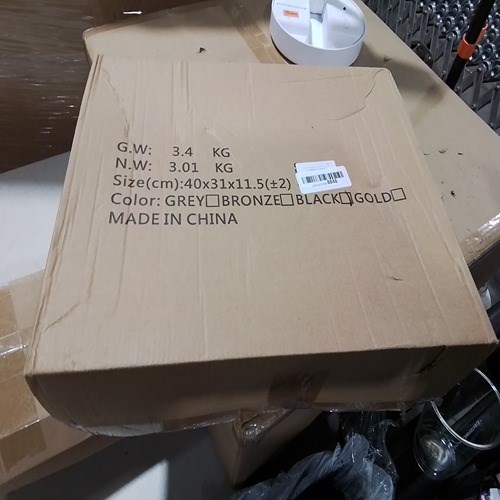 G.W: 3.4 KG
N.W: 3.01 KG
Size(cm):40x31x11.5(±2)
Color: GREY□BRONZE□BLACK□GOLD□
MADE IN CHINA